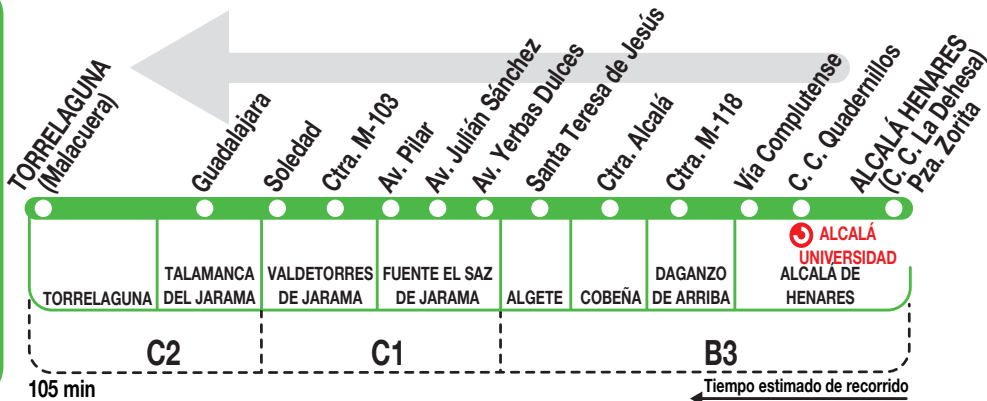 TORRELAGUNA
(Malacuera)
Guadalajara
Soledad
Ctra. M-103
Av. Pilar
Av. Julián Sánchez
Av. Yerbas Dulces
Santa Teresa de Jesús
Ctra. Alcalá
Ctra. M-118
Vía Complutense
C. C. Quadernillos
ALCALÁ HENARES
(C. C. La Dehesa)
Pza. Zorita
ALCALÁ
UNIVERSIDAD
TORRELAGUNA
TALAMANCA
DEL JARAMA
VALDETORRES
DE JARAMA
FUENTE EL SAZ
DE JARAMA
ALGETE
COBEÑA
DAGANZO
DE ARRIBA
ALCALÁ DE
HENARES
C2
C1
B3
105 min
Tiempo estimado de recorrido